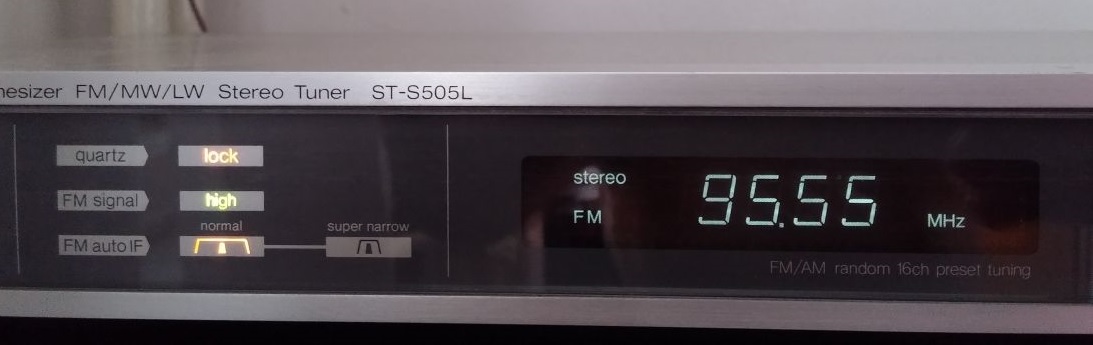 nesizer FM/MW/LW Stereo Tuner ST-S505L
quartz lock
FM signal high
normal super narrow
FM auto IF
stereo
FM 95.55 MHz
FM/AM random 16ch preset tuning